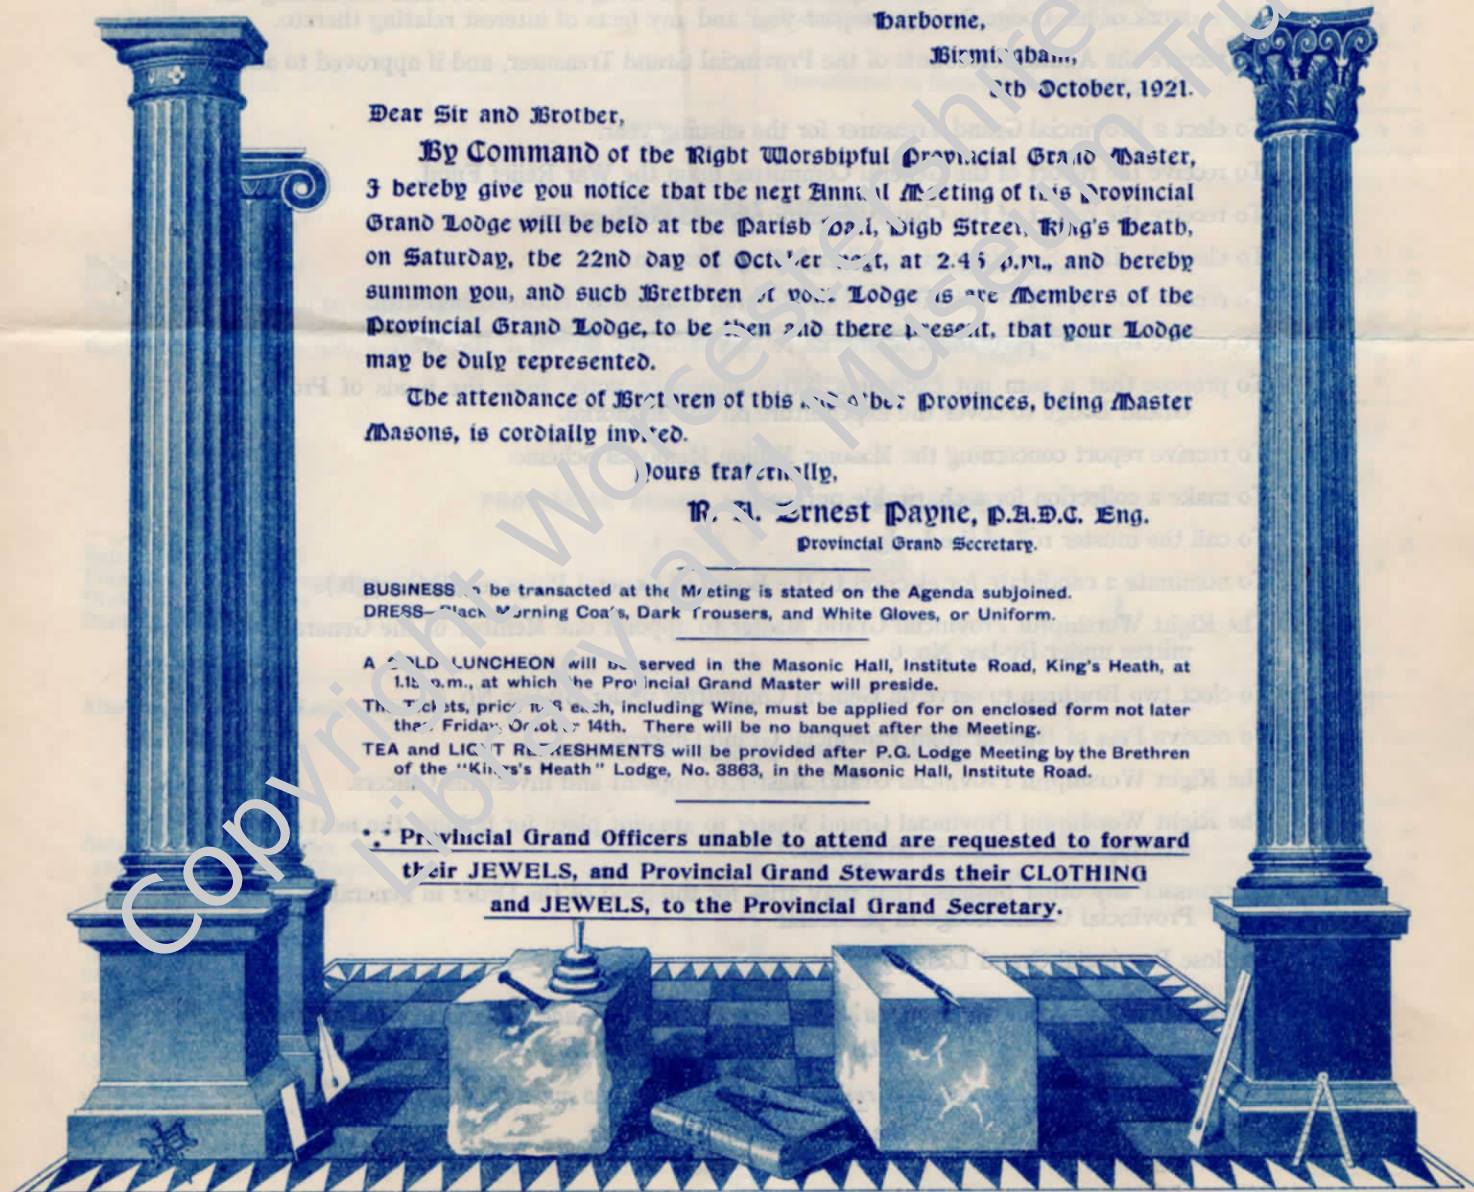 Harborne,
Birmingham,
8th October, 1921.
Dear Sir and Brother,
By Command of the Right Worshipful Provincial Grand Master,
I hereby give you notice that the next Annual Meeting of this Provincial
Grand Lodge will be held at the Parish Hall, High Street, King's Heath,
on Saturday, the 22nd day of October next, at 2.45 p.m., and hereby
summon you, and such Brethren of your Lodge as are Members of the
Provincial Grand Lodge, to be then and there present, that your Lodge
may be duly represented.
The attendance of Brethren of this and other Provinces, being Master
Masons, is cordially invited.
Yours fraternally,
R. A. Ernest Payne, P.A.D.C. Eng.
Provincial Grand Secretary.
BUSINESS to be transacted at the Meeting is stated on the Agenda subjoined.
DRESS—Black Morning Coats, Dark Trousers, and White Gloves, or Uniform.
A COLD LUNCHEON will be served in the Masonic Hall, Institute Road, King's Heath, at
1.15 p.m., at which the Provincial Grand Master will preside.
The Tickets, price each, including Wine, must be applied for on enclosed form not later
than Friday, October 14th. There will be no banquet after the Meeting.
TEA and LIGHT REFRESHMENTS will be provided after P.G. Lodge Meeting by the Brethren
of the "King's Heath" Lodge, No. 3863, in the Masonic Hall, Institute Road.
Provincial Grand Officers unable to attend are requested to forward
their JEWELS, and Provincial Grand Stewards their CLOTHING
and JEWELS, to the Provincial Grand Secretary.
Copyright Worcestershire
Library and Museum Tru